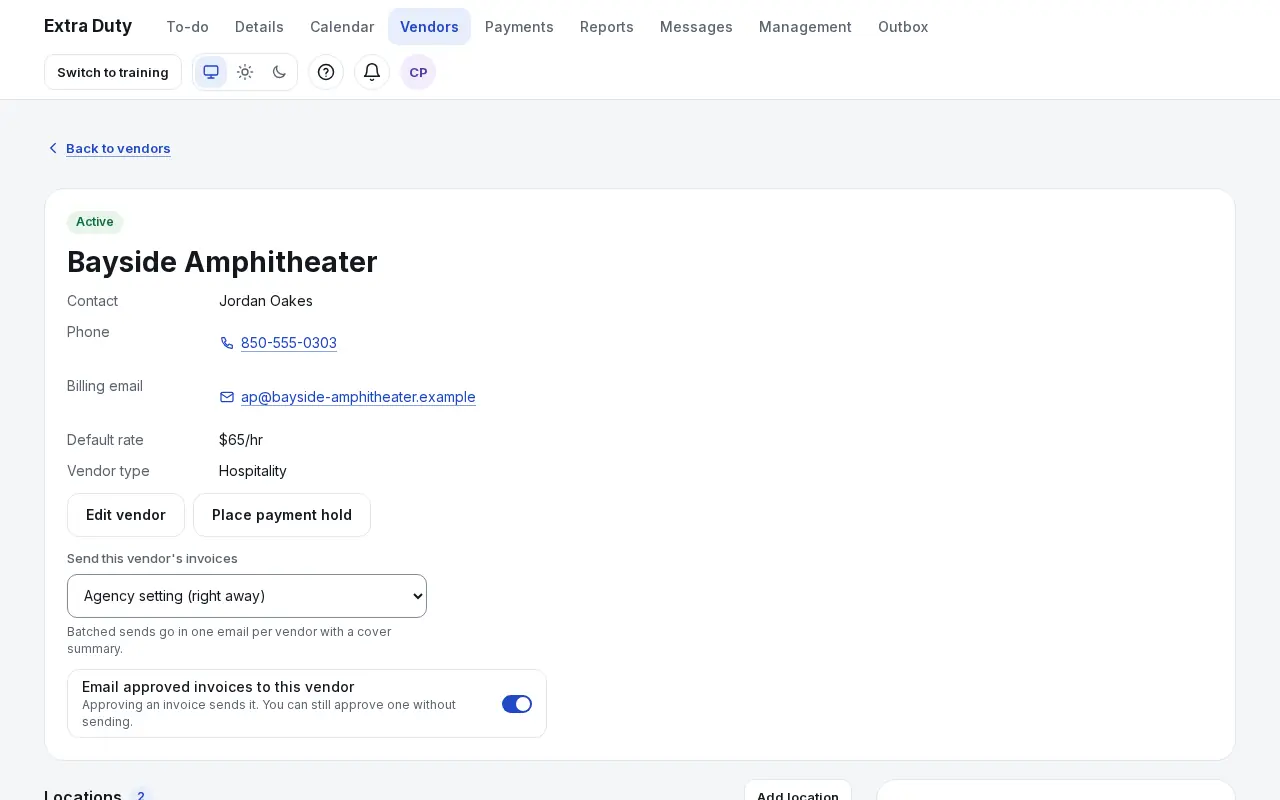 Extra Duty
To-do
Details
Calendar
Vendors
Payments
Reports
Messages
Management
Outbox
Switch to training
CP
Back to vendors
Active
Bayside Amphitheater
Contact
Jordan Oakes
Phone
850-555-0303
Billing email
ap@bayside-amphitheater.example
Default rate
$65/hr
Vendor type
Hospitality
Edit vendor
Place payment hold
Send this vendor's invoices
Agency setting (right away)
Batched sends go in one email per vendor with a cover
summary.
Email approved invoices to this vendor
Approving an invoice sends it. You can still approve one without
sending.
Locations 2
Add location